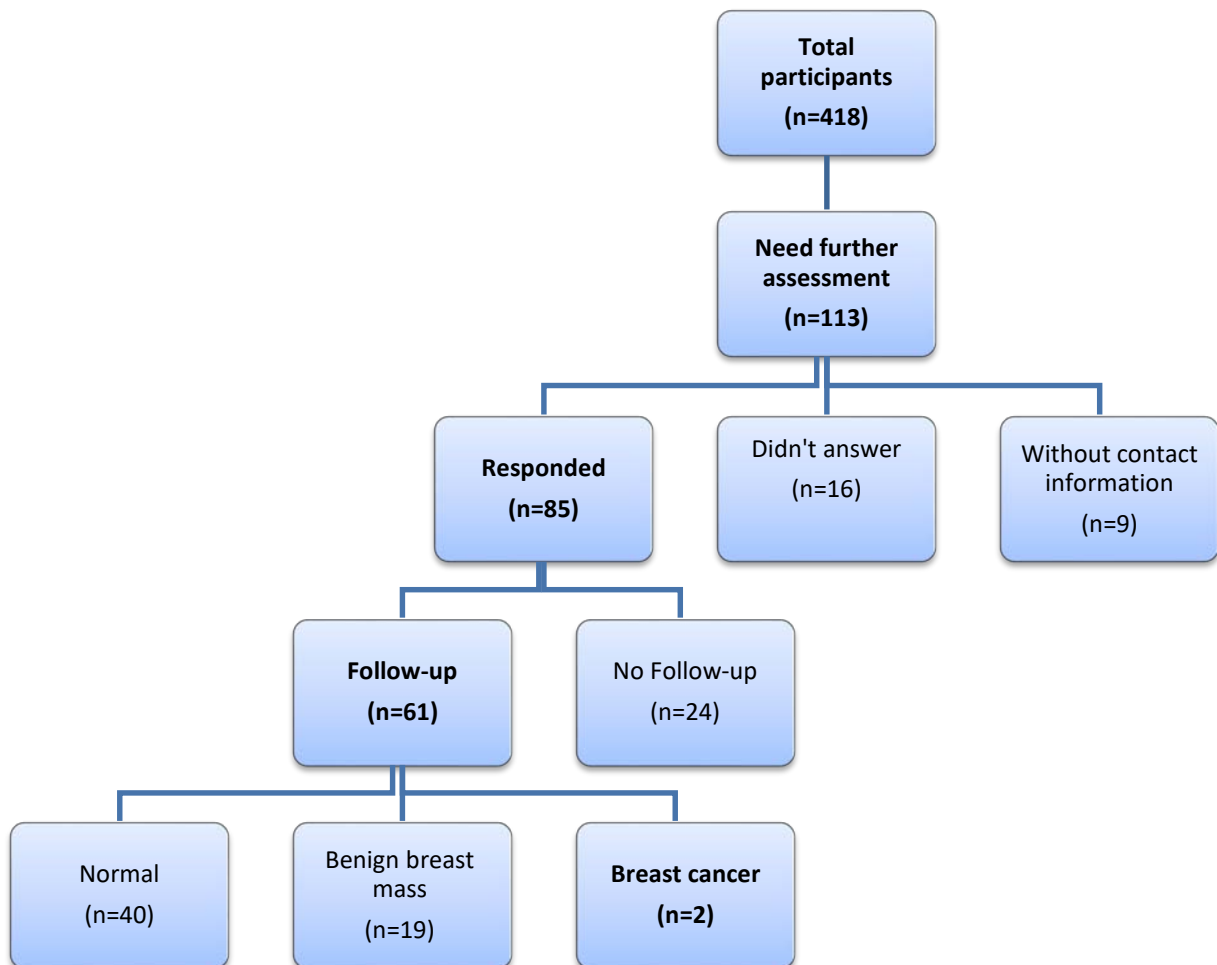 Total
participants
(n=418)
Need further
assessment
(n=113)
Responded
(n=85)
Didn't answer
(n=16)
Without contact
information
(n=9)
Follow-up
(n=61)
No Follow-up
(n=24)
Normal
(n=40)
Benign breast
mass
(n=19)
Breast cancer
(n=2)